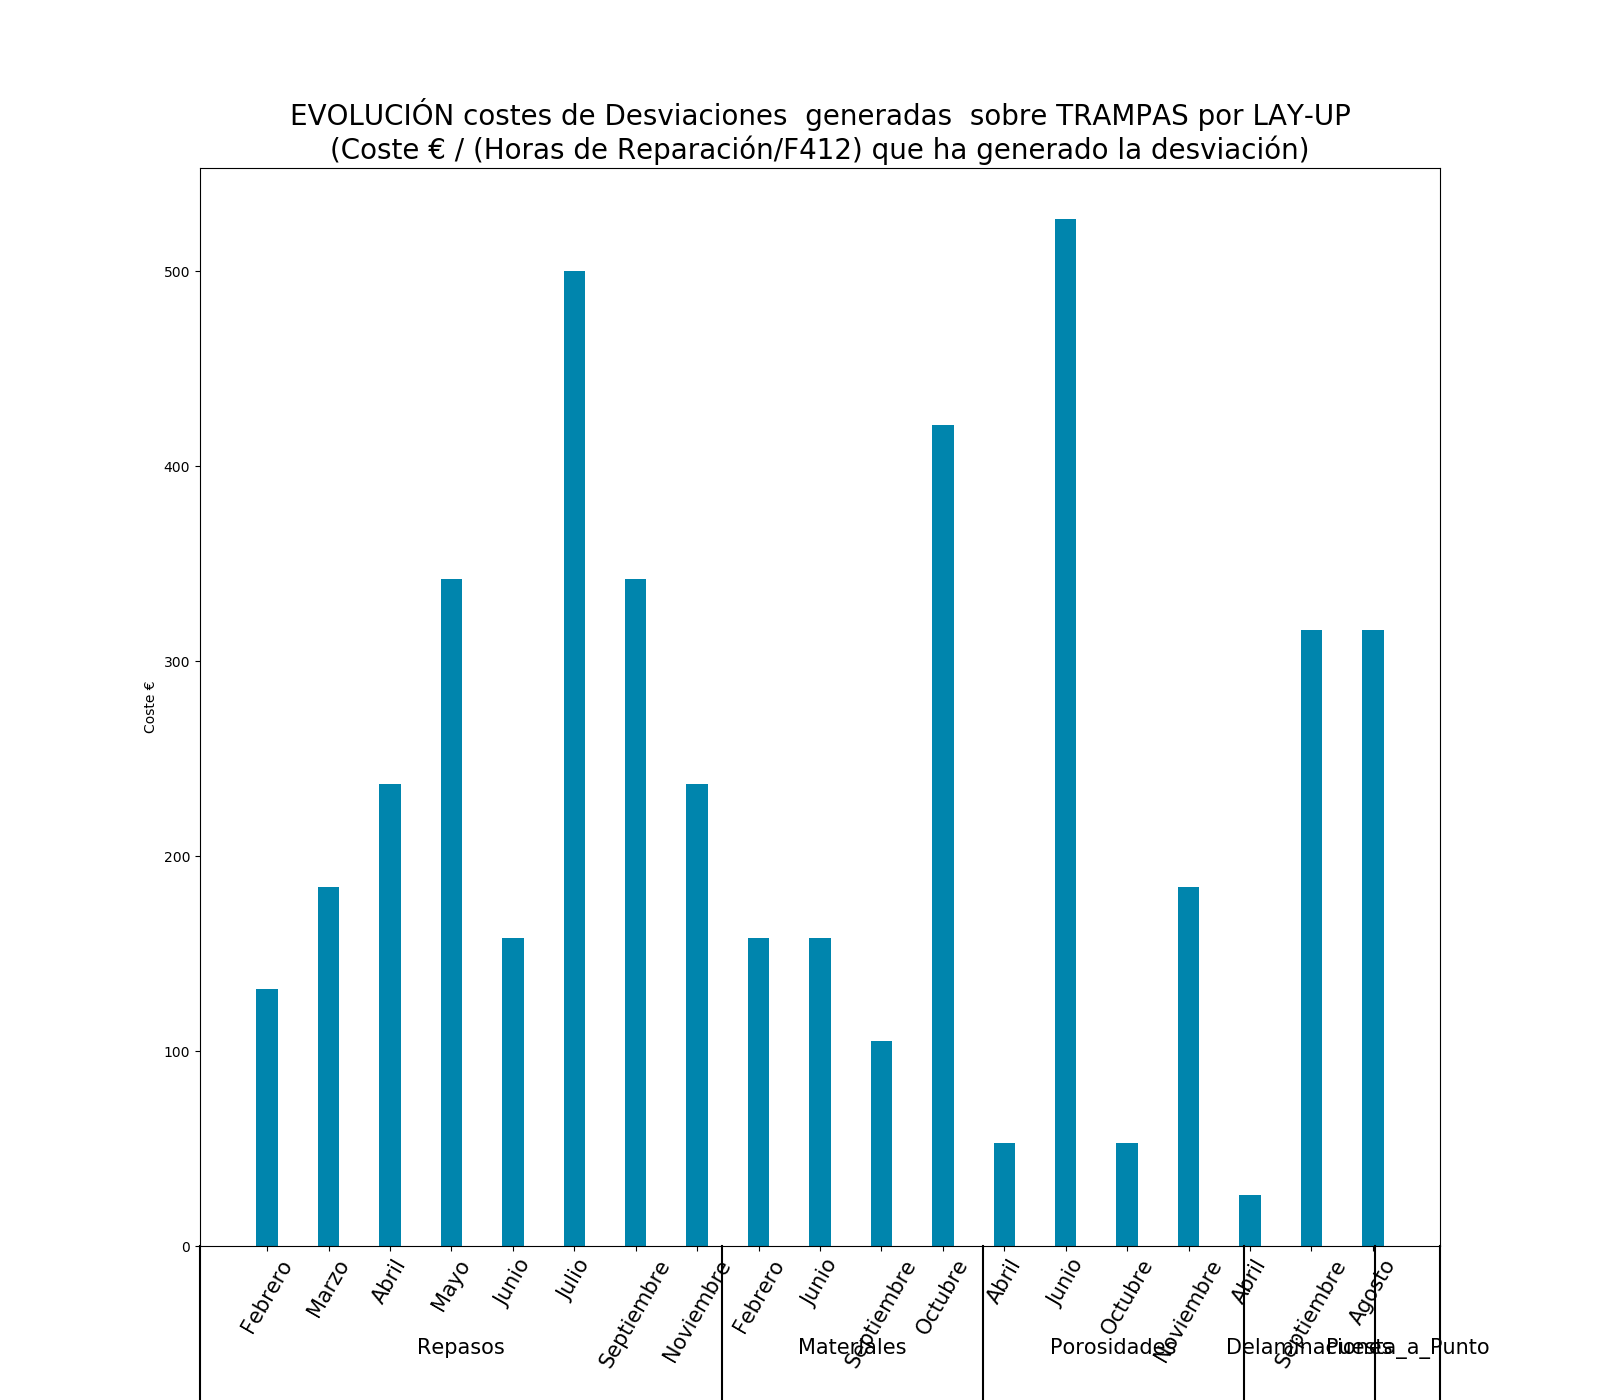 EVOLUCIÓN costes de Desviaciones  generadas  sobre TRAMPAS por LAY-UP
(Coste € / (Horas de Reparación/F412) que ha generado la desviación)
500
400
300
200
100
0
Coste €
Febrero Marzo Abril Mayo Junio Julio Septiembre Noviembre Febrero Junio Septiembre Octubre Abril Junio Octubre Noviembre Abril Septiembre Agosto
Repasos Materiales Porosidades Delaminaciones Puesta_a_Punto